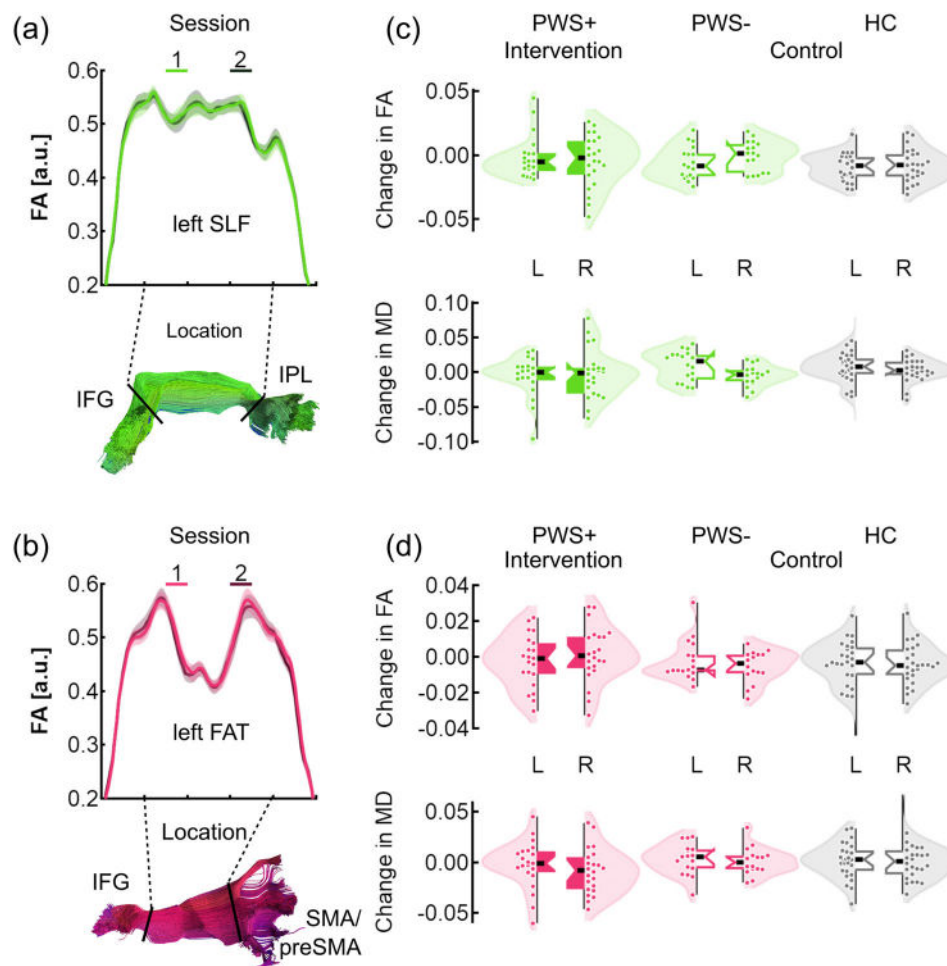 (a)
Session
1 2
0.6
0.5
0.4
0.3
0.2
FA [a.u.]
left SLF
Location
IFG
IPL
(c)
PWS+ PWS- HC
Intervention Control
0.05
0.00
-0.05
Change in FA
L R L R L R
0.10
0.05
0.00
-0.05
-0.10
Change in MD
(b)
Session
1 2
0.6
0.5
0.4
0.3
0.2
FA [a.u.]
left FAT
Location
IFG
SMA/
preSMA
(d)
PWS+ PWS- HC
Intervention Control
0.04
0.02
0.00
-0.02
-0.04
Change in FA
L R L R L R
0.05
0.00
-0.05
Change in MD